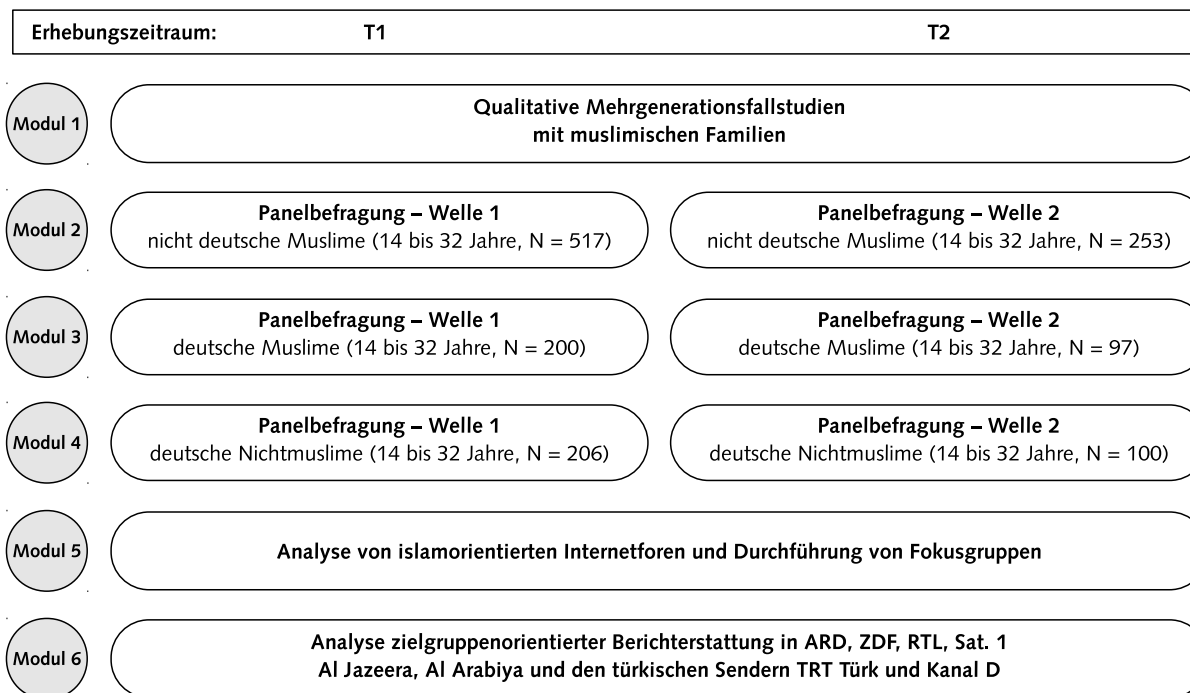 Erhebungszeitraum: T1 T2
Modul 1
Qualitative Mehrgenerationsfallstudien
mit muslimischen Familien
Modul 2
Panelbefragung – Welle 1
nicht deutsche Muslime (14 bis 32 Jahre, N = 517)
Panelbefragung – Welle 2
nicht deutsche Muslime (14 bis 32 Jahre, N = 253)
Modul 3
Panelbefragung – Welle 1
deutsche Muslime (14 bis 32 Jahre, N = 200)
Panelbefragung – Welle 2
deutsche Muslime (14 bis 32 Jahre, N = 97)
Modul 4
Panelbefragung – Welle 1
deutsche Nichtmuslime (14 bis 32 Jahre, N = 206)
Panelbefragung – Welle 2
deutsche Nichtmuslime (14 bis 32 Jahre, N = 100)
Modul 5
Analyse von islamorientierten Internetforen und Durchführung von Fokusgruppen
Modul 6
Analyse zielgruppenorientierter Berichterstattung in ARD, ZDF, RTL, Sat. 1
Al Jazeera, Al Arabiya und den türkischen Sendern TRT Türk und Kanal D